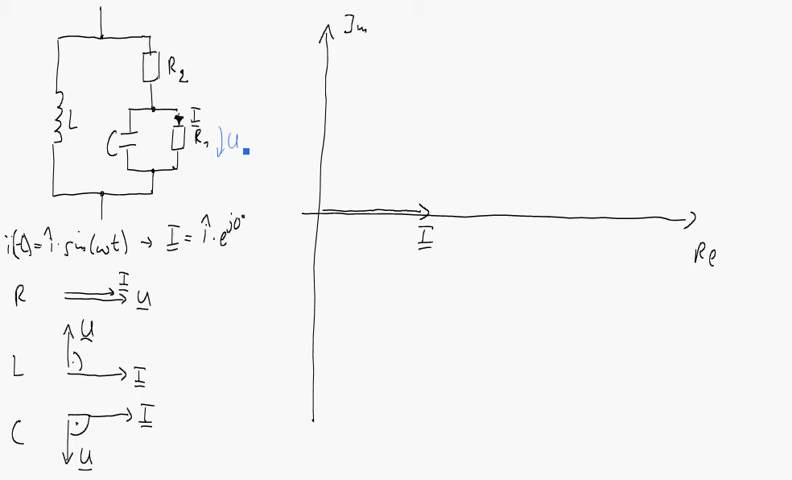 R₂
L
C
I
R₁
U
i(t) = î · sin(ωt) → I = î · e^j0°
R
I
U
L
U
I
C
I
U
Im
I
Re